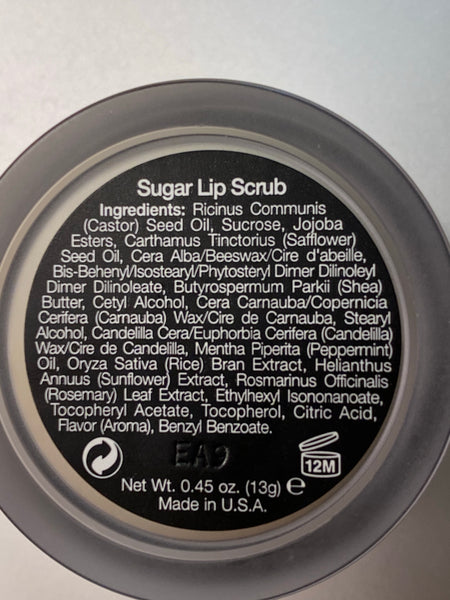 Sugar Lip Scrub
Ingredients: Ricinus Communis
(Castor) Seed Oil, Sucrose, Jojoba
Esters, Carthamus Tinctorius (Safflower)
Seed Oil, Cera Alba/Beeswax/Cire d'abeille,
Bis-Behenyl/Isostearyl/Phytosteryl Dimer Dilinoleyl
Dimer Dilinoleate, Butyrospermum Parkii (Shea)
Butter, Cetyl Alcohol, Cera Carnauba/Copernicia
Cerifera (Carnauba) Wax/Cire de Carnauba, Stearyl
Alcohol, Candelilla Cera/Euphorbia Cerifera (Candelilla)
Wax/Cire de Candelilla, Mentha Piperita (Peppermint)
Oil, Oryza Sativa (Rice) Bran Extract, Helianthus
Annuus (Sunflower) Extract, Rosmarinus Officinalis
(Rosemary) Leaf Extract, Ethylhexyl Isononanoate,
Tocopheryl Acetate, Tocopherol, Citric Acid,
Flavor (Aroma), Benzyl Benzoate.
EA9
12M
Net Wt. 0.45 oz. (13g) e
Made in U.S.A.